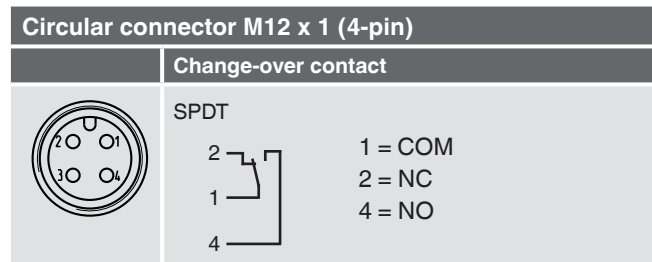 Circular connector M12 x 1 (4-pin)
Change-over contact
SPDT
2 1
3 4
2
1
4
1 = COM
2 = NC
4 = NO